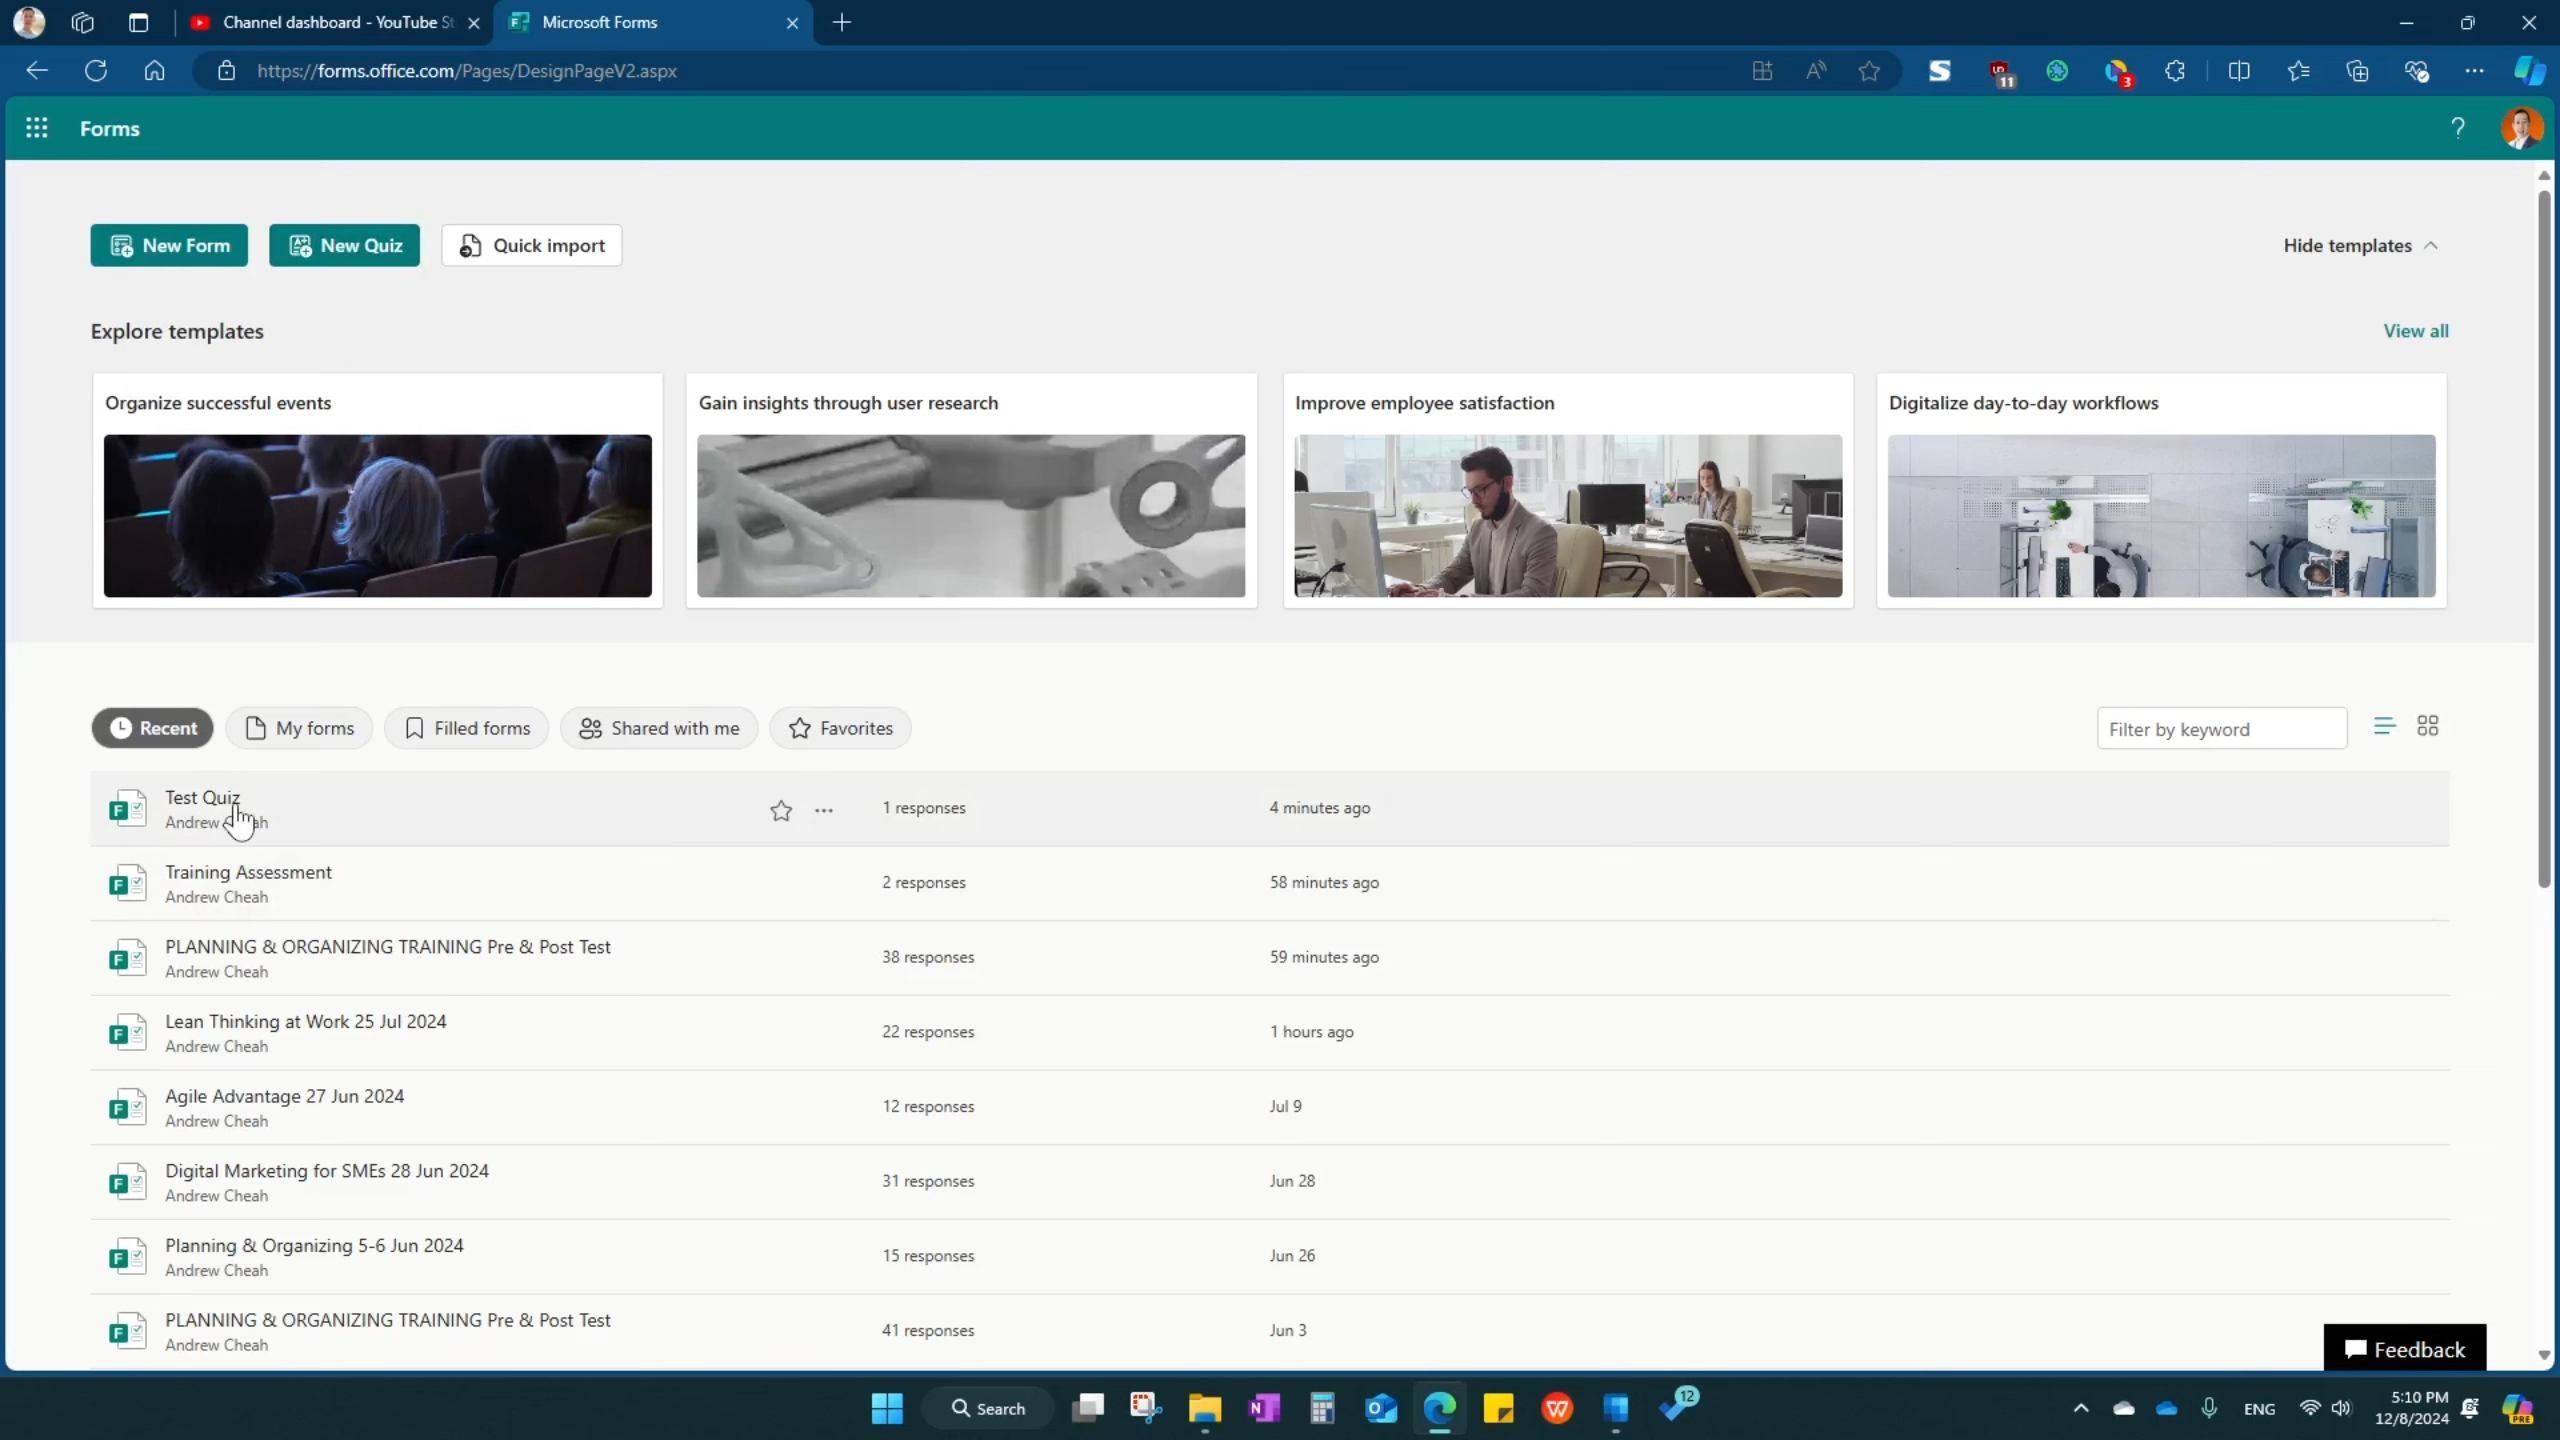 Channel dashboard - YouTube St
Microsoft Forms
https://forms.office.com/Pages/DesignPageV2.aspx
11
3
Forms
?
New Form
New Quiz
Quick import
Hide templates
Explore templates
View all
Organize successful events
Gain insights through user research
Improve employee satisfaction
Digitalize day-to-day workflows
Recent
My forms
Filled forms
Shared with me
Favorites
Filter by keyword
Test Quiz
1 responses
4 minutes ago
Training Assessment
Andrew Cheah
2 responses
58 minutes ago
PLANNING & ORGANIZING TRAINING Pre & Post Test
Andrew Cheah
38 responses
59 minutes ago
Lean Thinking at Work 25 Jul 2024
Andrew Cheah
22 responses
1 hours ago
Agile Advantage 27 Jun 2024
Andrew Cheah
12 responses
Jul 9
Digital Marketing for SMEs 28 Jun 2024
Andrew Cheah
31 responses
Jun 28
Planning & Organizing 5-6 Jun 2024
Andrew Cheah
15 responses
Jun 26
PLANNING & ORGANIZING TRAINING Pre & Post Test
Andrew Cheah
41 responses
Jun 3
Feedback
Search
12
ENG
5:10 PM
12/8/2024
PRE